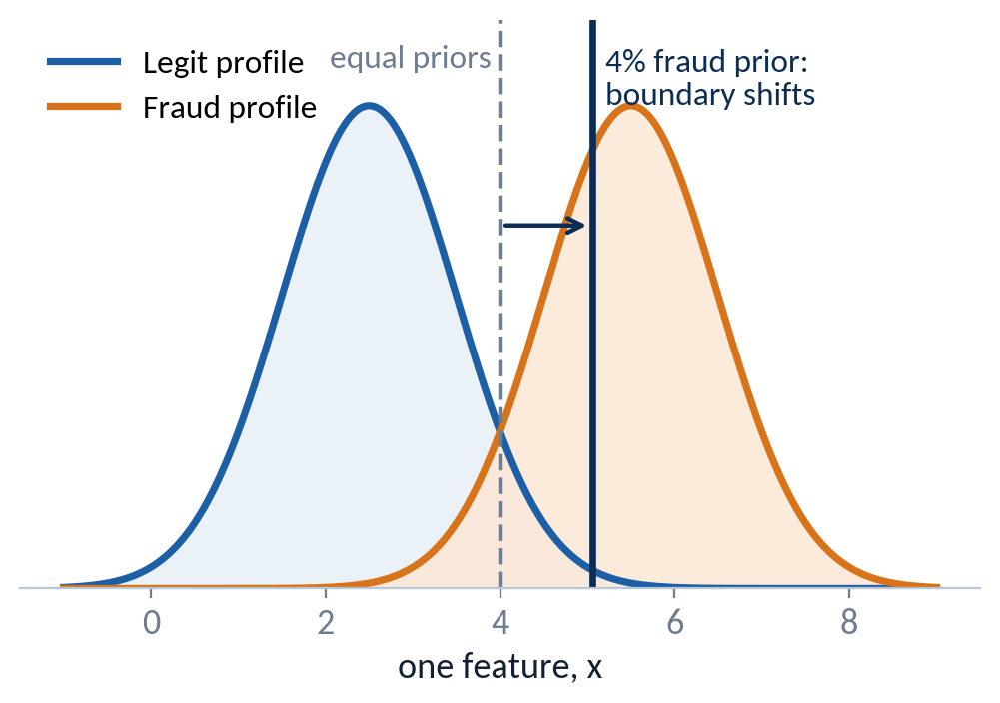 Legit profile
Fraud profile
equal priors
4% fraud prior:
boundary shifts
0 2 4 6 8
one feature, x